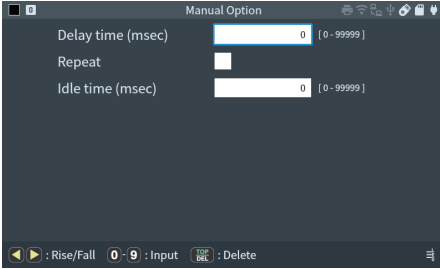 0 Manual Option
Delay time (msec) 0 [ 0 - 99999 ]
Repeat
Idle time (msec) 0 [ 0 - 99999 ]
: Rise/Fall 0 - 9 : Input TOP DEL : Delete